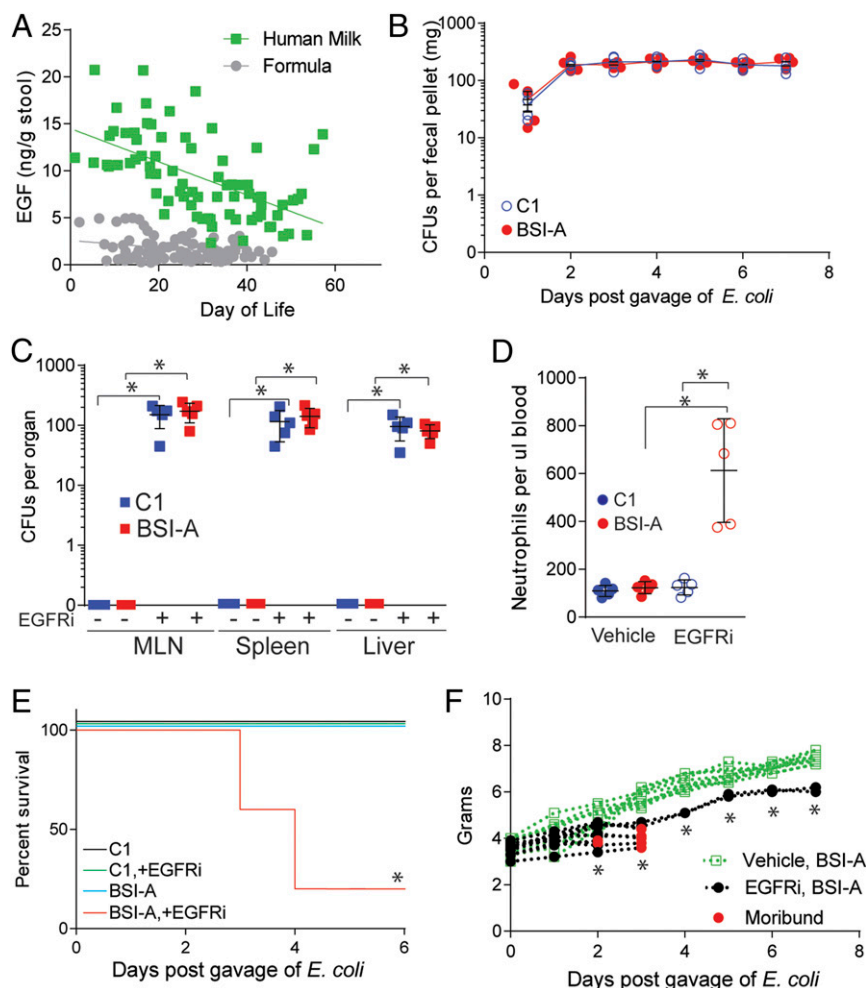 A
Human Milk
Formula
EGF (ng/g stool)
25
20
15
10
5
0
0 20 40 60
Day of Life
B
CFUs per fecal pellet (mg)
1000
100
10
1
0
C1
BSI-A
0 2 4 6 8
Days post gavage of E. coli
C
CFUs per organ
1000
100
10
1
0
* * * * * *
C1
BSI-A
EGFRi - - + + - - + + - - + +
MLN Spleen Liver
D
Neutrophils per ul blood
1000
800
600
400
200
0
*
*
C1
BSI-A
Vehicle EGFRi
E
Percent survival
100
50
0
C1
C1,+EGFRi
BSI-A
BSI-A,+EGFRi
*
0 2 4 6
Days post gavage of E. coli
F
Grams
10
8
6
4
2
0
* * * * * *
Vehicle, BSI-A
EGFRi, BSI-A
Moribund
0 2 4 6 8
Days post gavage of E. coli